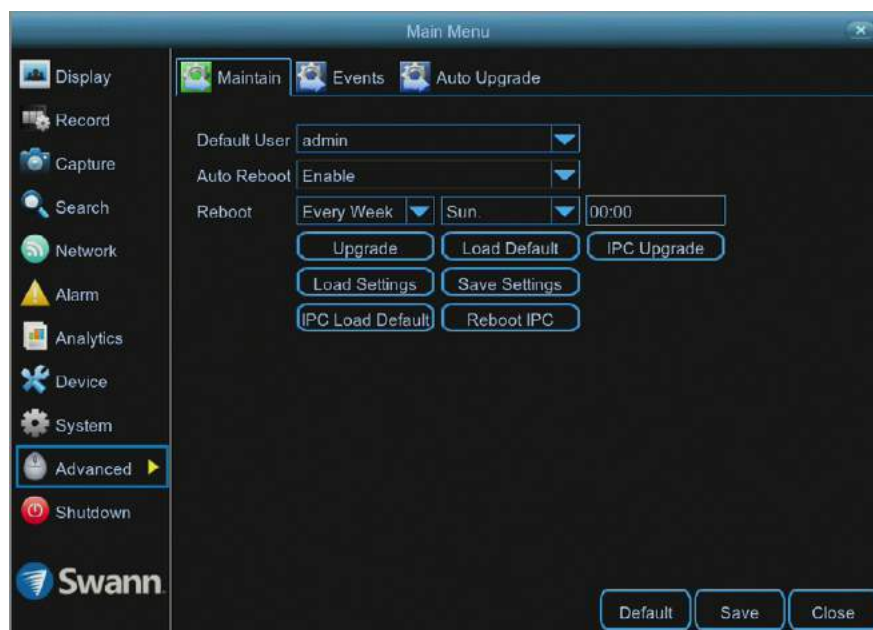 Main Menu
Display
Record
Capture
Search
Network
Alarm
Analytics
Device
System
Advanced
Shutdown
Swann
Maintain Events Auto Upgrade
Default User admin
Auto Reboot Enable
Reboot Every Week Sun. 00:00
Upgrade Load Default IPC Upgrade
Load Settings Save Settings
IPC Load Default Reboot IPC
Default Save Close